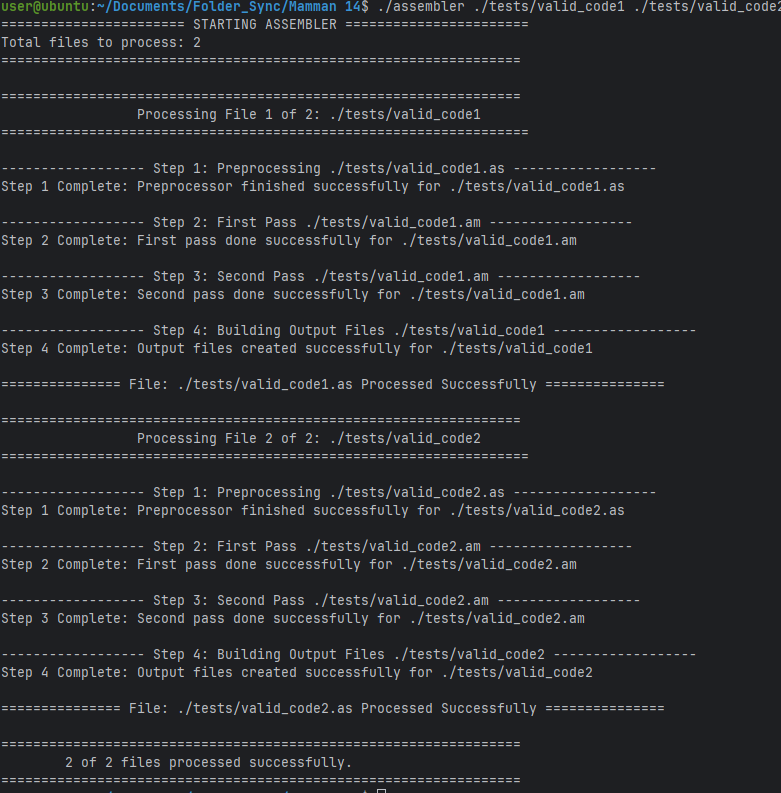 user@ubuntu:~/Documents/Folder_Sync/Mamman 14$ ./assembler ./tests/valid_code1 ./tests/valid_code2
======================= STARTING ASSEMBLER =======================
Total files to process: 2
=================================================================

=================================================================
                 Processing File 1 of 2: ./tests/valid_code1
==================================================================

------------------ Step 1: Preprocessing ./tests/valid_code1.as ------------------
Step 1 Complete: Preprocessor finished successfully for ./tests/valid_code1.as

------------------ Step 2: First Pass ./tests/valid_code1.am ------------------
Step 2 Complete: First pass done successfully for ./tests/valid_code1.am

------------------ Step 3: Second Pass ./tests/valid_code1.am ------------------
Step 3 Complete: Second pass done successfully for ./tests/valid_code1.am

------------------ Step 4: Building Output Files ./tests/valid_code1 ------------------
Step 4 Complete: Output files created successfully for ./tests/valid_code1

=============== File: ./tests/valid_code1.as Processed Successfully ===============

=================================================================
                 Processing File 2 of 2: ./tests/valid_code2
==================================================================

------------------ Step 1: Preprocessing ./tests/valid_code2.as ------------------
Step 1 Complete: Preprocessor finished successfully for ./tests/valid_code2.as

------------------ Step 2: First Pass ./tests/valid_code2.am ------------------
Step 2 Complete: First pass done successfully for ./tests/valid_code2.am

------------------ Step 3: Second Pass ./tests/valid_code2.am ------------------
Step 3 Complete: Second pass done successfully for ./tests/valid_code2.am

------------------ Step 4: Building Output Files ./tests/valid_code2 ------------------
Step 4 Complete: Output files created successfully for ./tests/valid_code2

=============== File: ./tests/valid_code2.as Processed Successfully ===============

=================================================================
        2 of 2 files processed successfully.
=================================================================